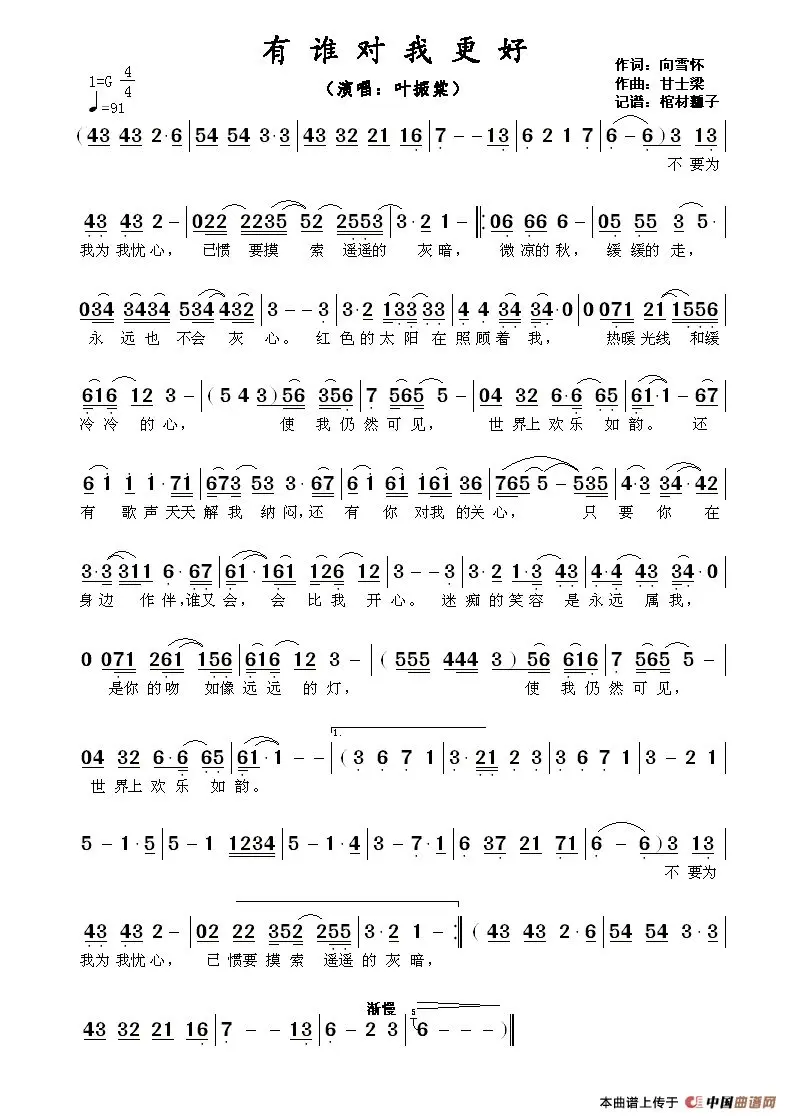 有谁对我更好
（演唱：叶振棠）
作词：向雪怀
作曲：甘士梁
记谱：棺材瓤子
1=G 4/4
♩=91
（43 43 2·6|54 54 3·3|43 32 21 16|7 - - 13|6 2 1 7|6 - 6）3 13|
不 要为
43 43 2 -|022 2235 52 2553|3·2 1 -|:06 66 6 -|05 55 3 5·|
我为我忧心， 已惯 要摸 索 遥遥的 灰暗， 微凉的秋， 缓缓的 走，
034 3434 534 432|3 - - 3|3·2 133 33|4 4 34 34·0|0 071 21 1556|
永 远也 不会 灰 心。 红色的太阳在照顾着 我， 热暖光线 和缓
616 12 3 -|（5 4 3）56 356|7 565 5 -|04 32 6·6 65|61·1 - 67|
冷冷 的心， 使 我仍然可见， 世界上欢乐 如韵。 还
6 1 1 1·71|673 53 3·67|6 1 61 161 36|765 5 - 535|4·3 34·42|
有 歌声天天解我 纳闷，还 有 你 对我的关心， 只 要 你 在
3·3311 6·67|61·161 126 12|3 - - 3|3·2 1·3 43|4·4 43 34·0|
身边 作伴，谁又会， 会 比我 开心。 迷痴的笑容 是永远 属我，
0 071 261 156|616 12 3 -|（555 444 3）56 616|7 565 5 -|
是你的吻 如像远远 的灯， 使 我仍然可见，
04 32 6·6 65|61·1 - -|1.（3 6 7 1|3·21 2 3|3 6 7 1|3 - 2 1|
世界上欢乐 如韵。
5 - 1·5|5 - 1 1234|5 - 1·4|3 - 7·1|6 37 21 71|6 - 6）3 13|
不 要为
43 43 2 -|02 22 352 255|3·2 1 -:|（43 43 2·6|54 54 3·3|
我为我忧心， 已 惯要摸 索 遥遥的灰暗，
渐慢
43 32 21 16|7 - - 13|6 - 2 3|5 6 - - -）‖
本曲谱上传于 中国曲谱网